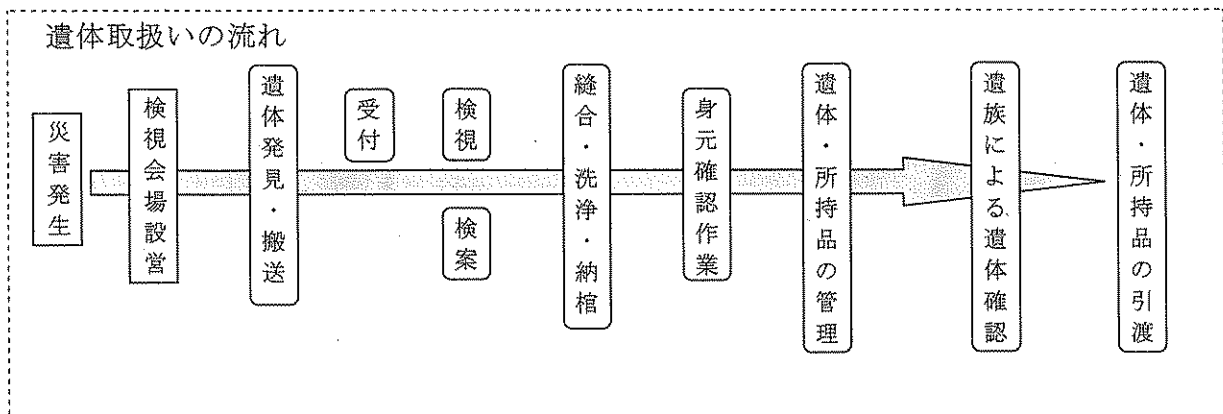 遺体取扱いの流れ
災害発生
検視会場設営
遺体発見・搬送
受付
検視
検案
縫合・洗浄・納棺
身元確認作業
遺体・所持品の管理
遺族による遺体確認
遺体・所持品の引渡